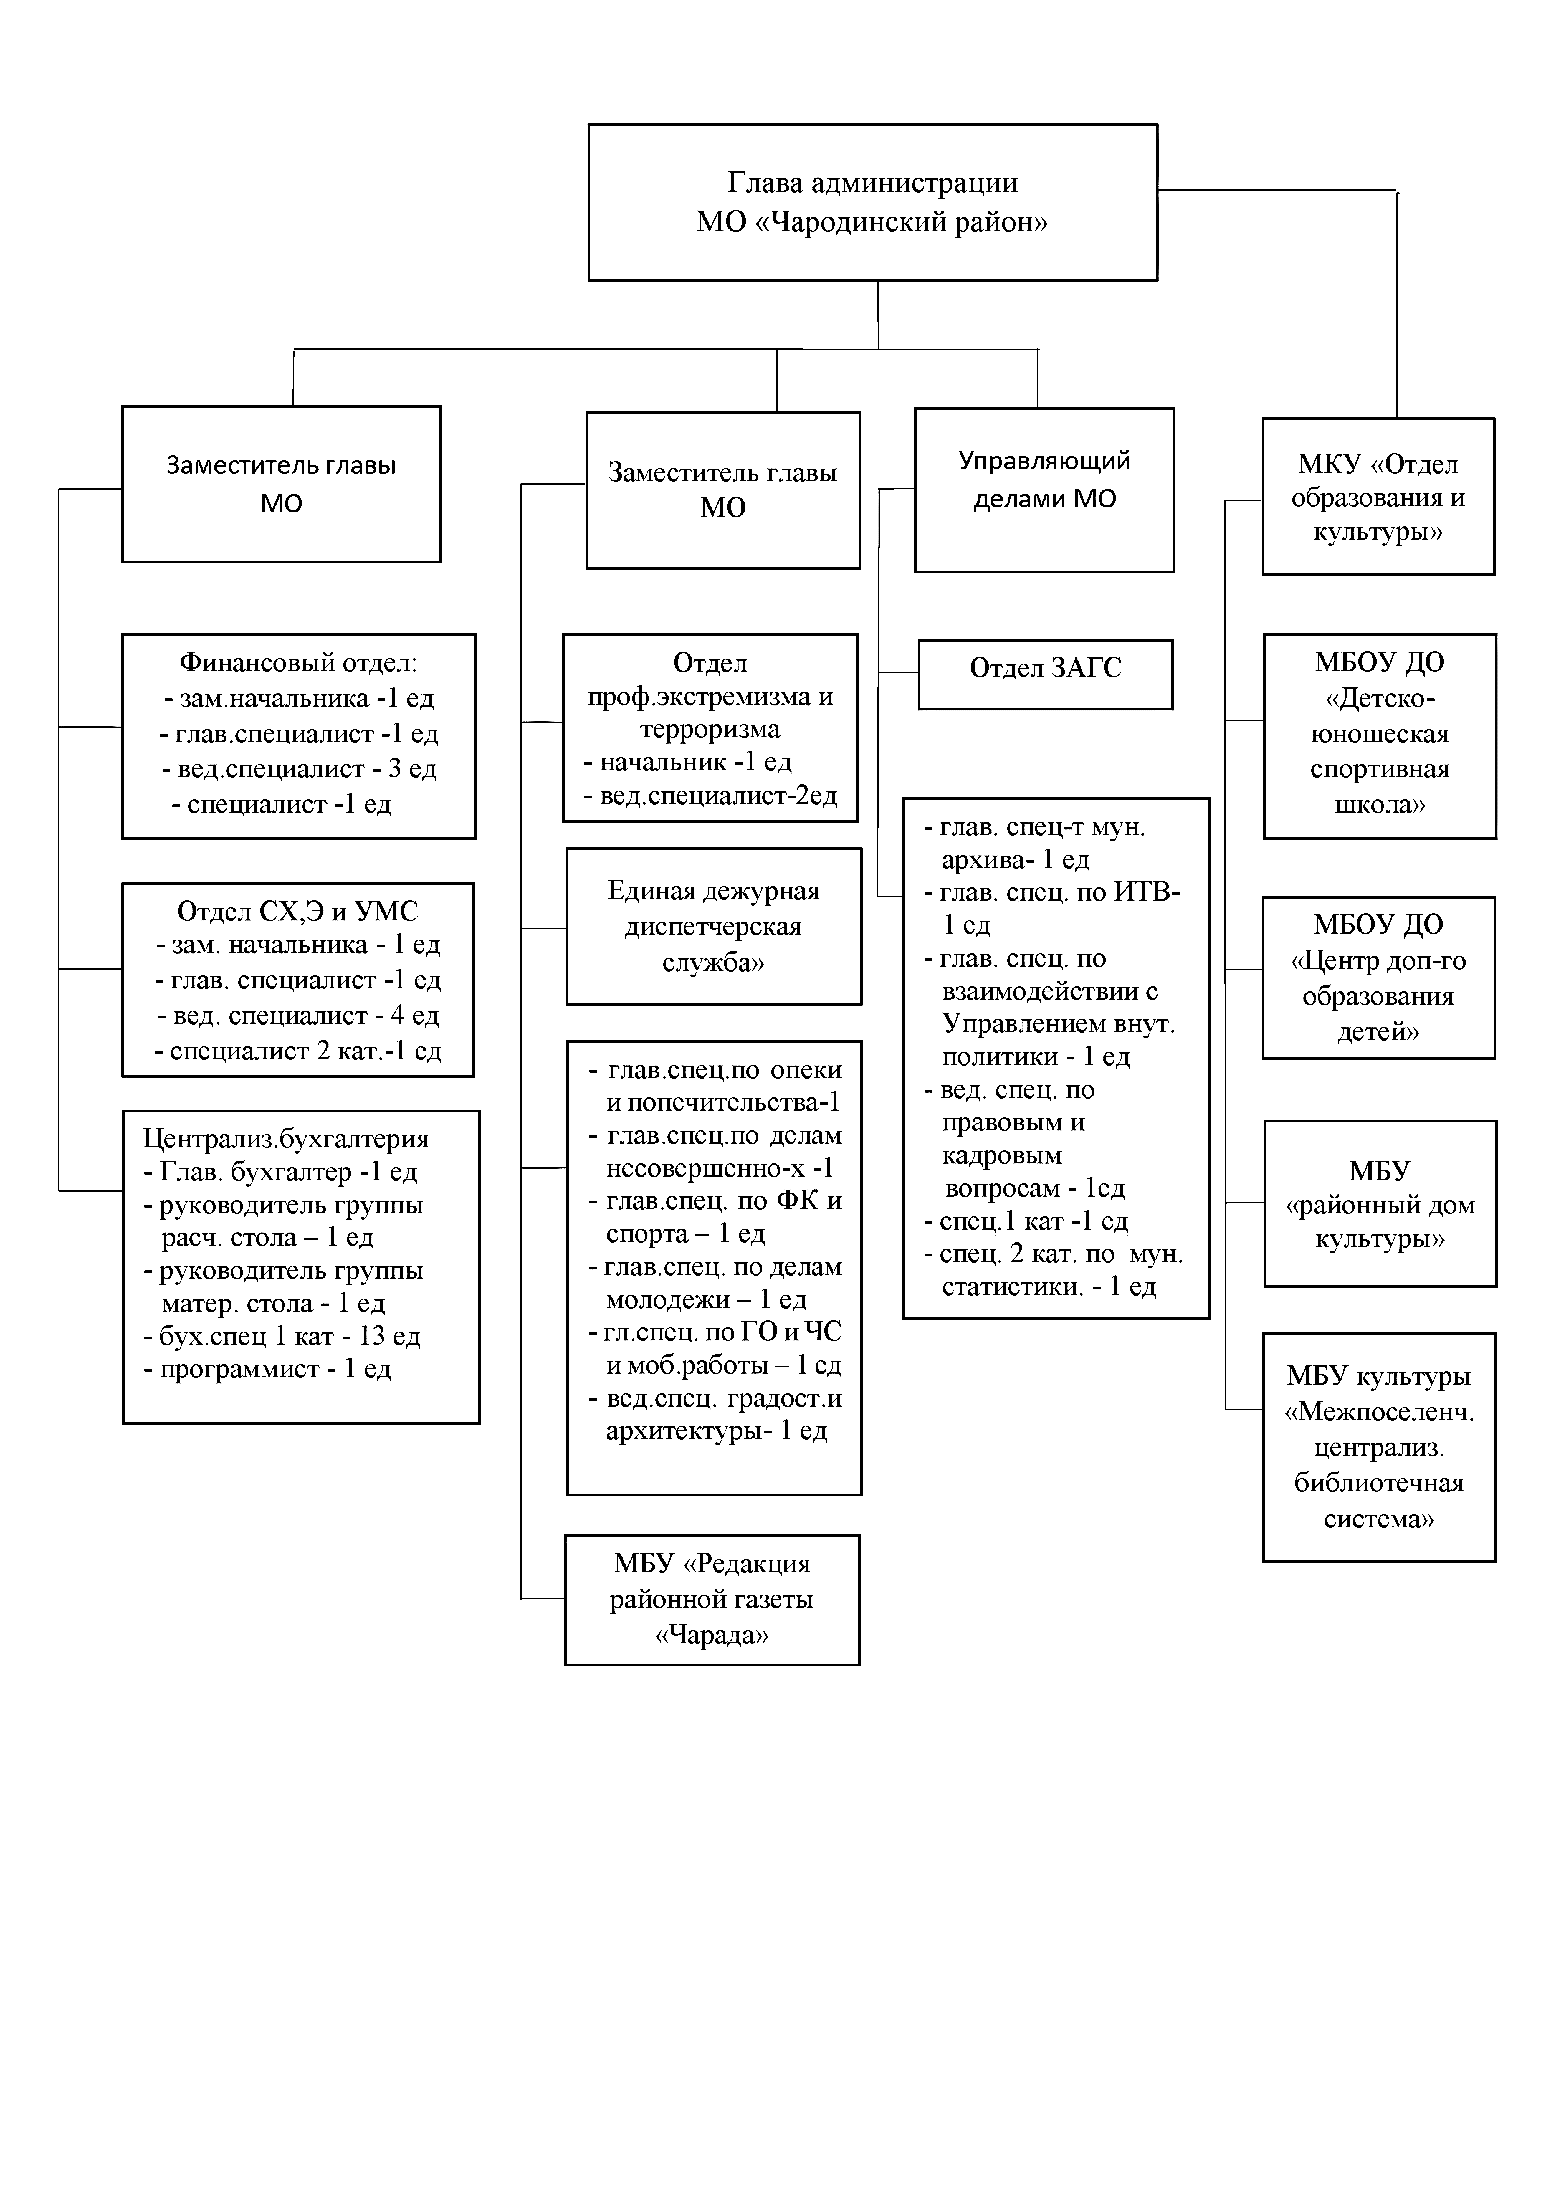 Глава администрации
МО «Чародинский район»
Заместитель главы
МО
Финансовый отдел:
- зам.начальника -1 ед
- глав.специалист -1 ед
- вед.специалист - 3 ед
- специалист -1 ед
Отдел СХ,Э и УМС
- зам. начальника - 1 ед
- глав. специалист -1 ед
- вед. специалист - 4 ед
- специалист 2 кат.-1 ед
Централиз.бухгалтерия
- Глав. бухгалтер -1 ед
- руководитель группы
расч. стола – 1 ед
- руководитель группы
матер. стола - 1 ед
- бух.спец 1 кат - 13 ед
- программист - 1 ед
Заместитель главы
МО
Отдел
проф.экстремизма и
терроризма
- начальник -1 ед
- вед.специалист-2ед
Единая дежурная
диспетчерская
служба»
- глав.спец.по опеки
и попечительства-1
- глав.спец.по делам
несовершенно-х -1
- глав.спец. по ФК и
спорта – 1 ед
- глав.спец. по делам
молодежи – 1 ед
- гл.спец. по ГО и ЧС
и моб.работы – 1 ед
- вед.спец. градост.и
архитектуры- 1 ед
МБУ «Редакция
районной газеты
«Чарада»
Управляющий
делами МО
Отдел ЗАГС
- глав. спец-т мун.
архива- 1 ед
- глав. спец. по ИТВ-
1 ед
- глав. спец. по
взаимодействии с
Управлением внут.
политики - 1 ед
- вед. спец. по
правовым и
кадровым
вопросам - 1ед
- спец.1 кат -1 ед
- спец. 2 кат. по мун.
статистики. - 1 ед
МКУ «Отдел
образования и
культуры»
МБОУ ДО
«Детско-
юношеская
спортивная
школа»
МБОУ ДО
«Центр доп-го
образования
детей»
МБУ
«районный дом
культуры»
МБУ культуры
«Межпоселенч.
централиз.
библиотечная
система»